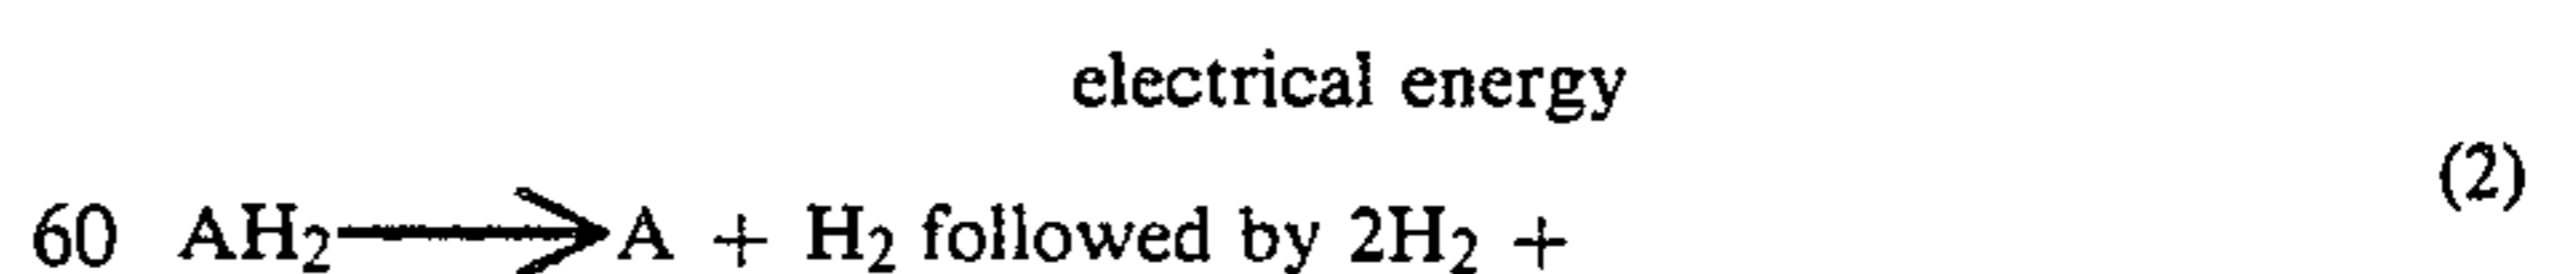 electrical energy
(2)
60 AH₂⟶A + H₂ followed by 2H₂ +